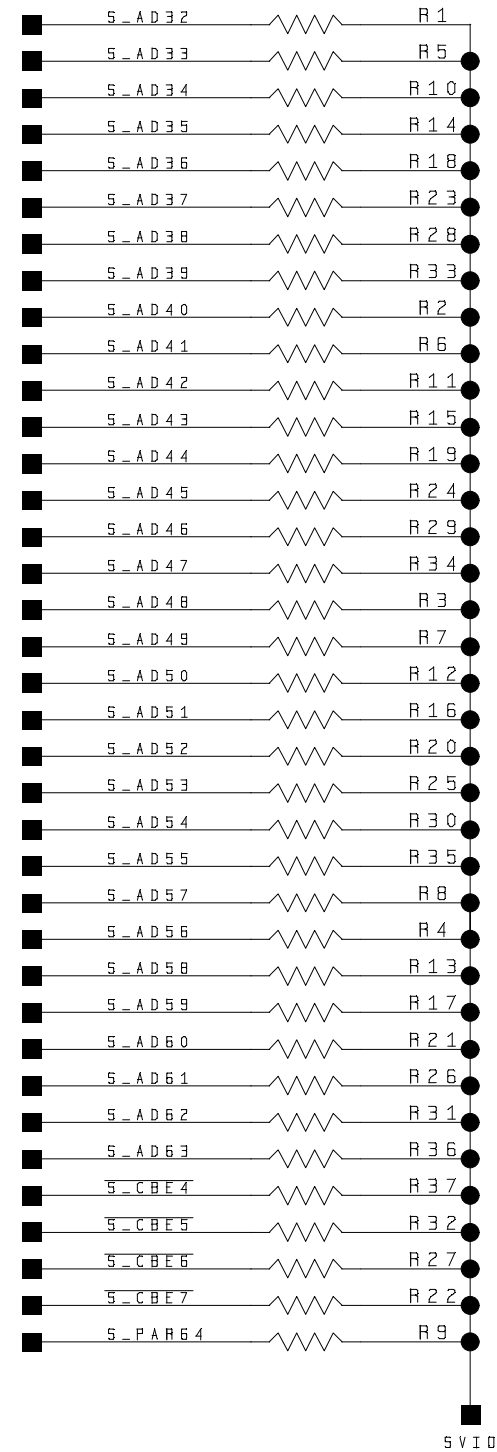 S_AD32 R1
S_AD33 R5
S_AD34 R10
S_AD35 R14
S_AD36 R18
S_AD37 R23
S_AD38 R28
S_AD39 R33
S_AD40 R2
S_AD41 R6
S_AD42 R11
S_AD43 R15
S_AD44 R19
S_AD45 R24
S_AD46 R29
S_AD47 R34
S_AD48 R3
S_AD49 R7
S_AD50 R12
S_AD51 R16
S_AD52 R20
S_AD53 R25
S_AD54 R30
S_AD55 R35
S_AD57 R8
S_AD56 R4
S_AD58 R13
S_AD59 R17
S_AD60 R21
S_AD61 R26
S_AD62 R31
S_AD63 R36
S_CBE4 R37
S_CBE5 R32
S_CBE6 R27
S_CBE7 R22
S_PAR64 R9
SVIO